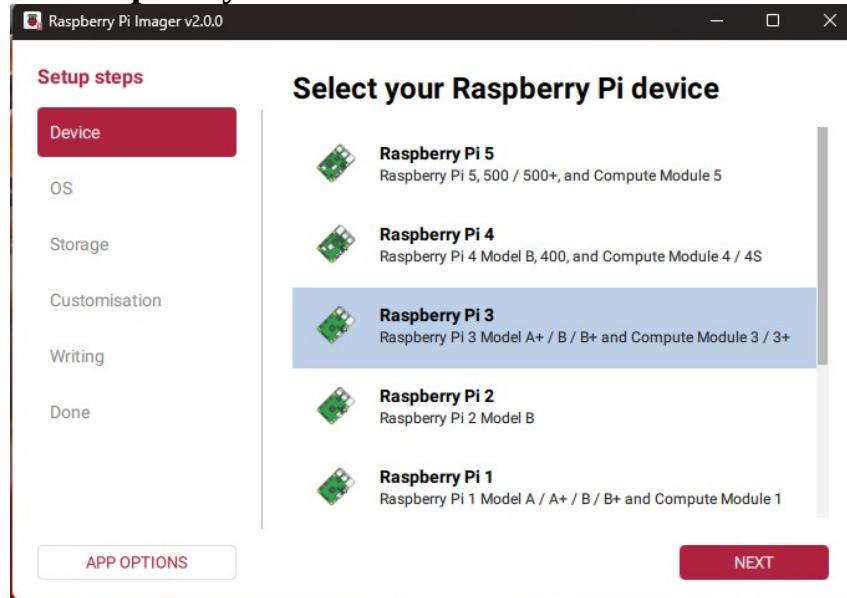 Raspberry Pi Imager v2.0.0
Setup steps
Device
OS
Storage
Customisation
Writing
Done
APP OPTIONS
Select your Raspberry Pi device
Raspberry Pi 5
Raspberry Pi 5, 500 / 500+, and Compute Module 5
Raspberry Pi 4
Raspberry Pi 4 Model B, 400, and Compute Module 4 / 4S
Raspberry Pi 3
Raspberry Pi 3 Model A+ / B / B+ and Compute Module 3 / 3+
Raspberry Pi 2
Raspberry Pi 2 Model B
Raspberry Pi 1
Raspberry Pi 1 Model A / A+ / B / B+ and Compute Module 1
NEXT